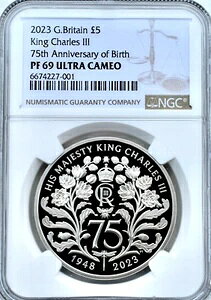 2023 G.Britain £5
King Charles III
75th Anniversary of Birth
PF 69 ULTRA CAMEO
6674227-001
NUMISMATIC GUARANTY COMPANY
NGC
HIS MAJESTY KING CHARLES III
R
75
1948 2023